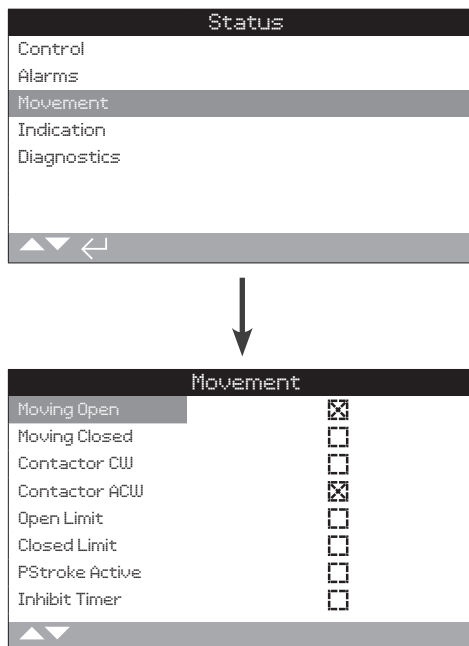 Status
Control
Alarms
Movement
Indication
Diagnostics
Movement
Moving Open
Moving Closed
Contactor CW
Contactor ACW
Open Limit
Closed Limit
PStroke Active
Inhibit Timer